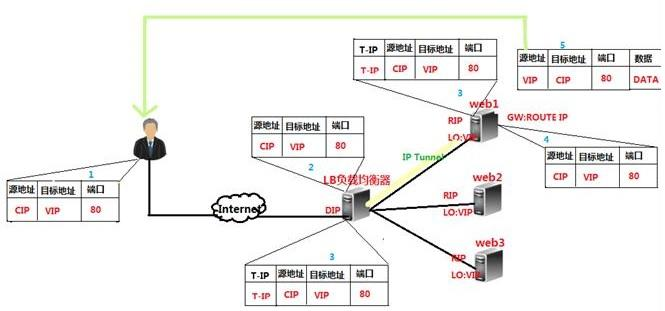 5
源地址 目标地址 端口 数据
VIP CIP 80 DATA
T-IP 源地址 目标地址 端口
T-IP CIP VIP 80
3
web1
RIP
LO:VIP
GW:ROUTE IP
4
源地址 目标地址 端口
CIP VIP 80
源地址 目标地址 端口
CIP VIP 80
2
IP Tunnel
LB负载均衡器
DIP
1
源地址 目标地址 端口
CIP VIP 80
Internet
web2
RIP
LO:VIP
web3
RIP
LO:VIP
3
T-IP 源地址 目标地址 端口
T-IP CIP VIP 80